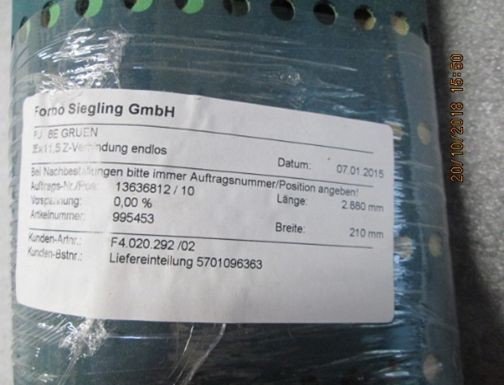 Forbo Siegling GmbH
GRUEN
Z-Verbindung endlos
Datum: 07.01.2015
Bei Nachbestellungen bitte immer Auftragsnummer/Position angeben!
Auftrags-Nr./Pos.: 13636812 / 10 Länge: 2.880 mm
Vorspannung: 0,00 %
Artikelnummer: 995453
Breite: 210 mm
Kunden-Artnr.: F4.020.292 /02
Kunden-Bstnr.: Liefereinteilung 5701096363
20/10/2018 15:50